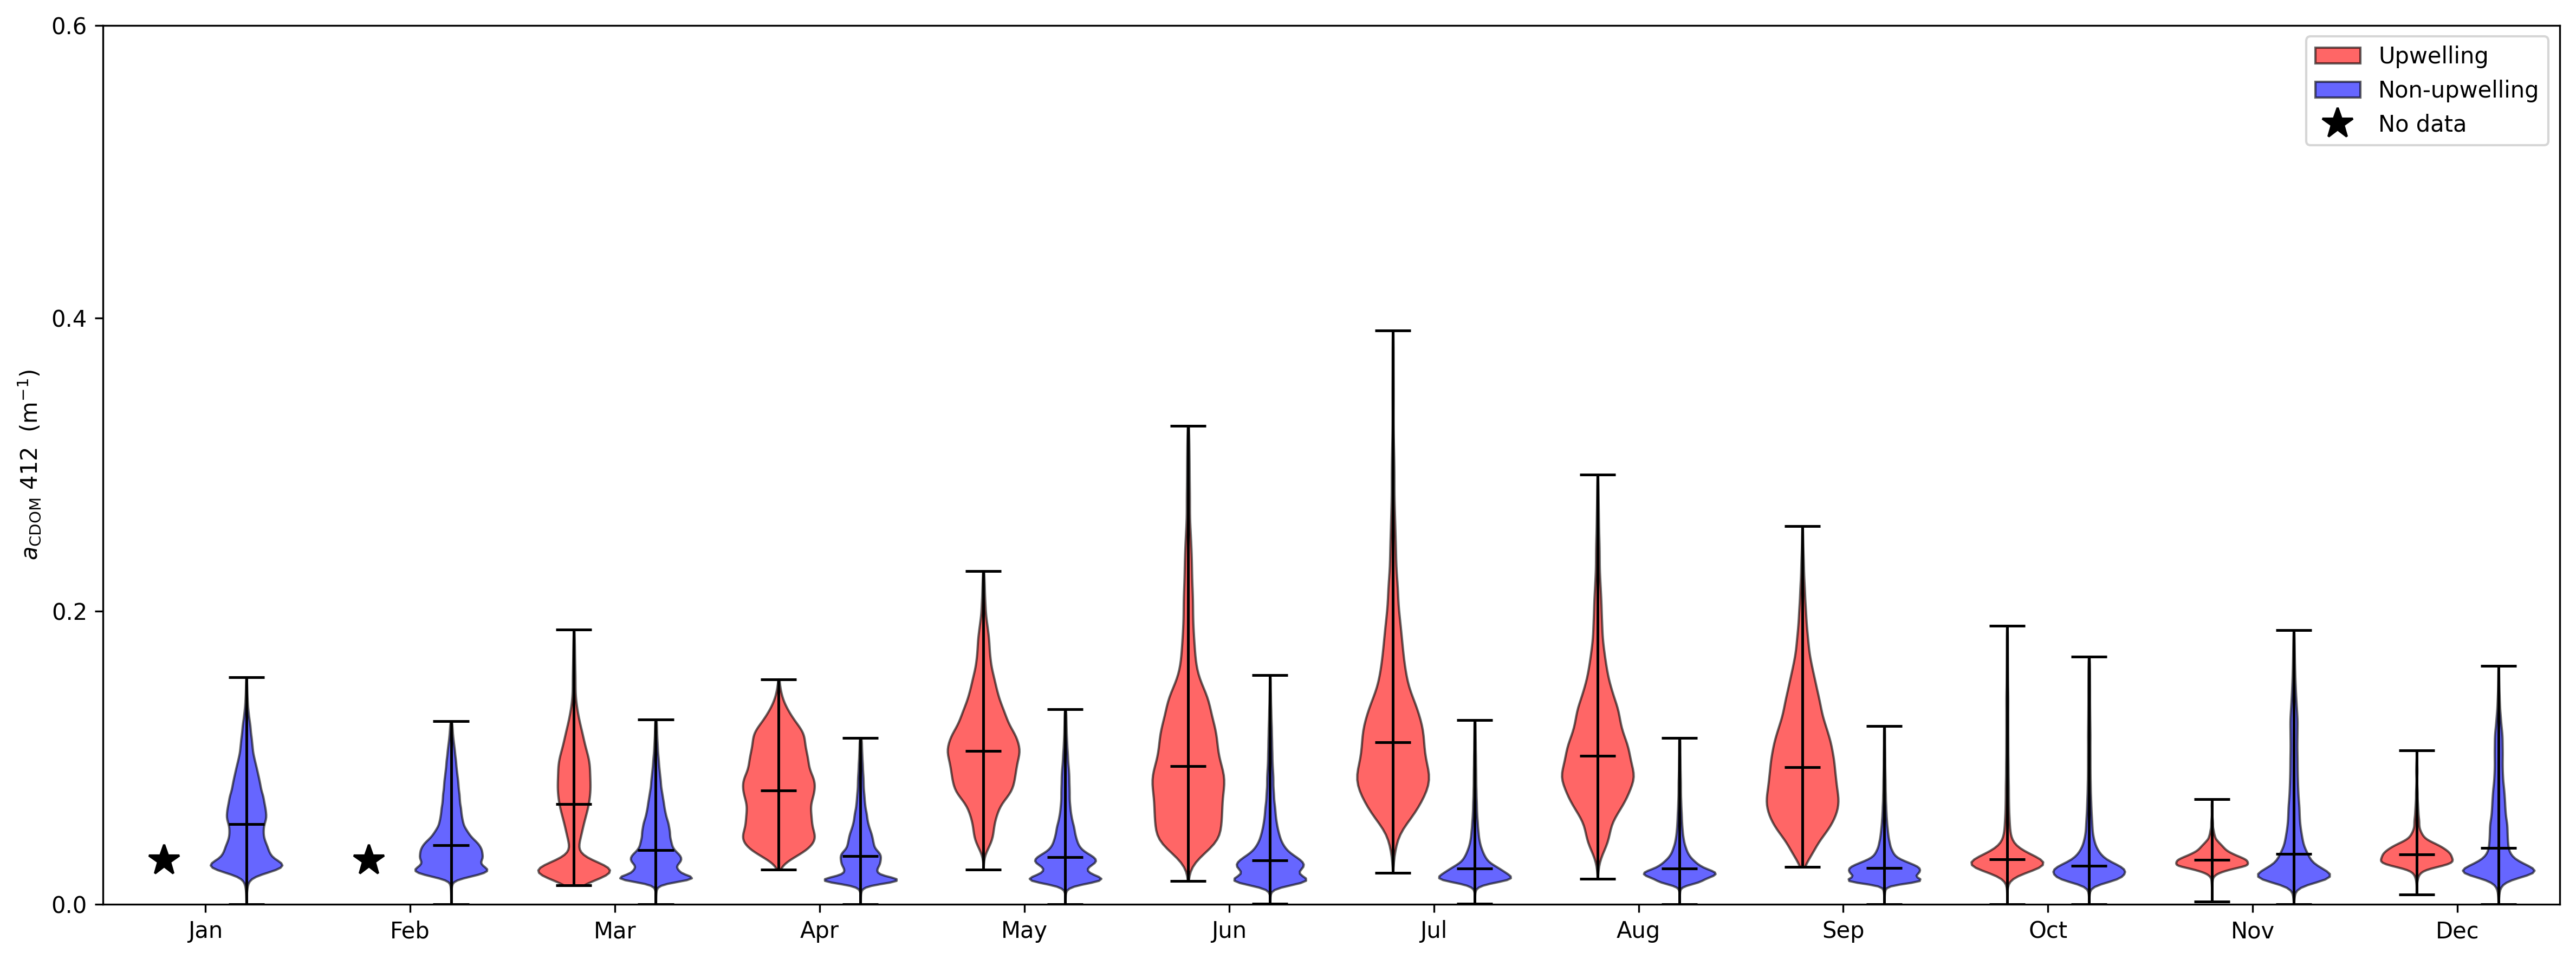 0.6
0.4
0.2
0.0
a_CDOM 412 (m⁻¹)
Upwelling
Non-upwelling
No data
Jan Feb Mar Apr May Jun Jul Aug Sep Oct Nov Dec